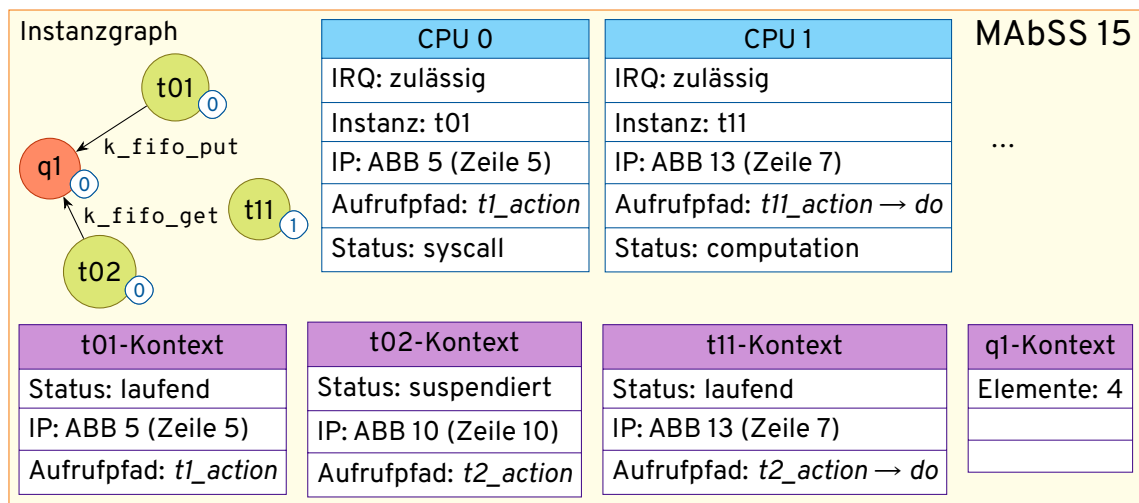 Instanzgraph
MAbSS 15
t01
0
k_fifo_put
q1
0
k_fifo_get
t11
1
t02
0
CPU 0
IRQ: zulässig
Instanz: t01
IP: ABB 5 (Zeile 5)
Aufrufpfad: t1_action
Status: syscall
CPU 1
IRQ: zulässig
Instanz: t11
IP: ABB 13 (Zeile 7)
Aufrufpfad: t11_action → do
Status: computation
...
t01-Kontext
Status: laufend
IP: ABB 5 (Zeile 5)
Aufrufpfad: t1_action
t02-Kontext
Status: suspendiert
IP: ABB 10 (Zeile 10)
Aufrufpfad: t2_action
t11-Kontext
Status: laufend
IP: ABB 13 (Zeile 7)
Aufrufpfad: t2_action → do
q1-Kontext
Elemente: 4